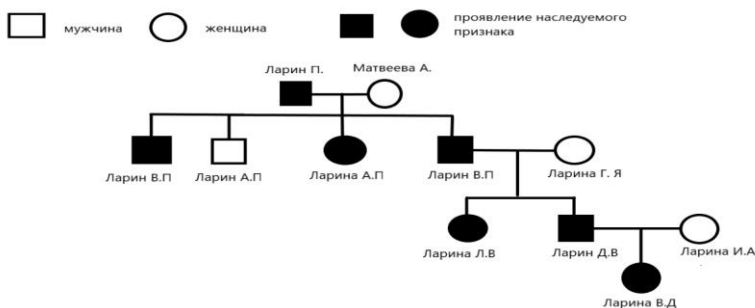 мужчина
женщина
проявление наследуемого
признака
Ларин П.
Матвеева А.
Ларин В.П
Ларин А.П
Ларина А.П
Ларин В.П
Ларина Г. Я
Ларина Л.В
Ларин Д.В
Ларина И.А
Ларина В.Д